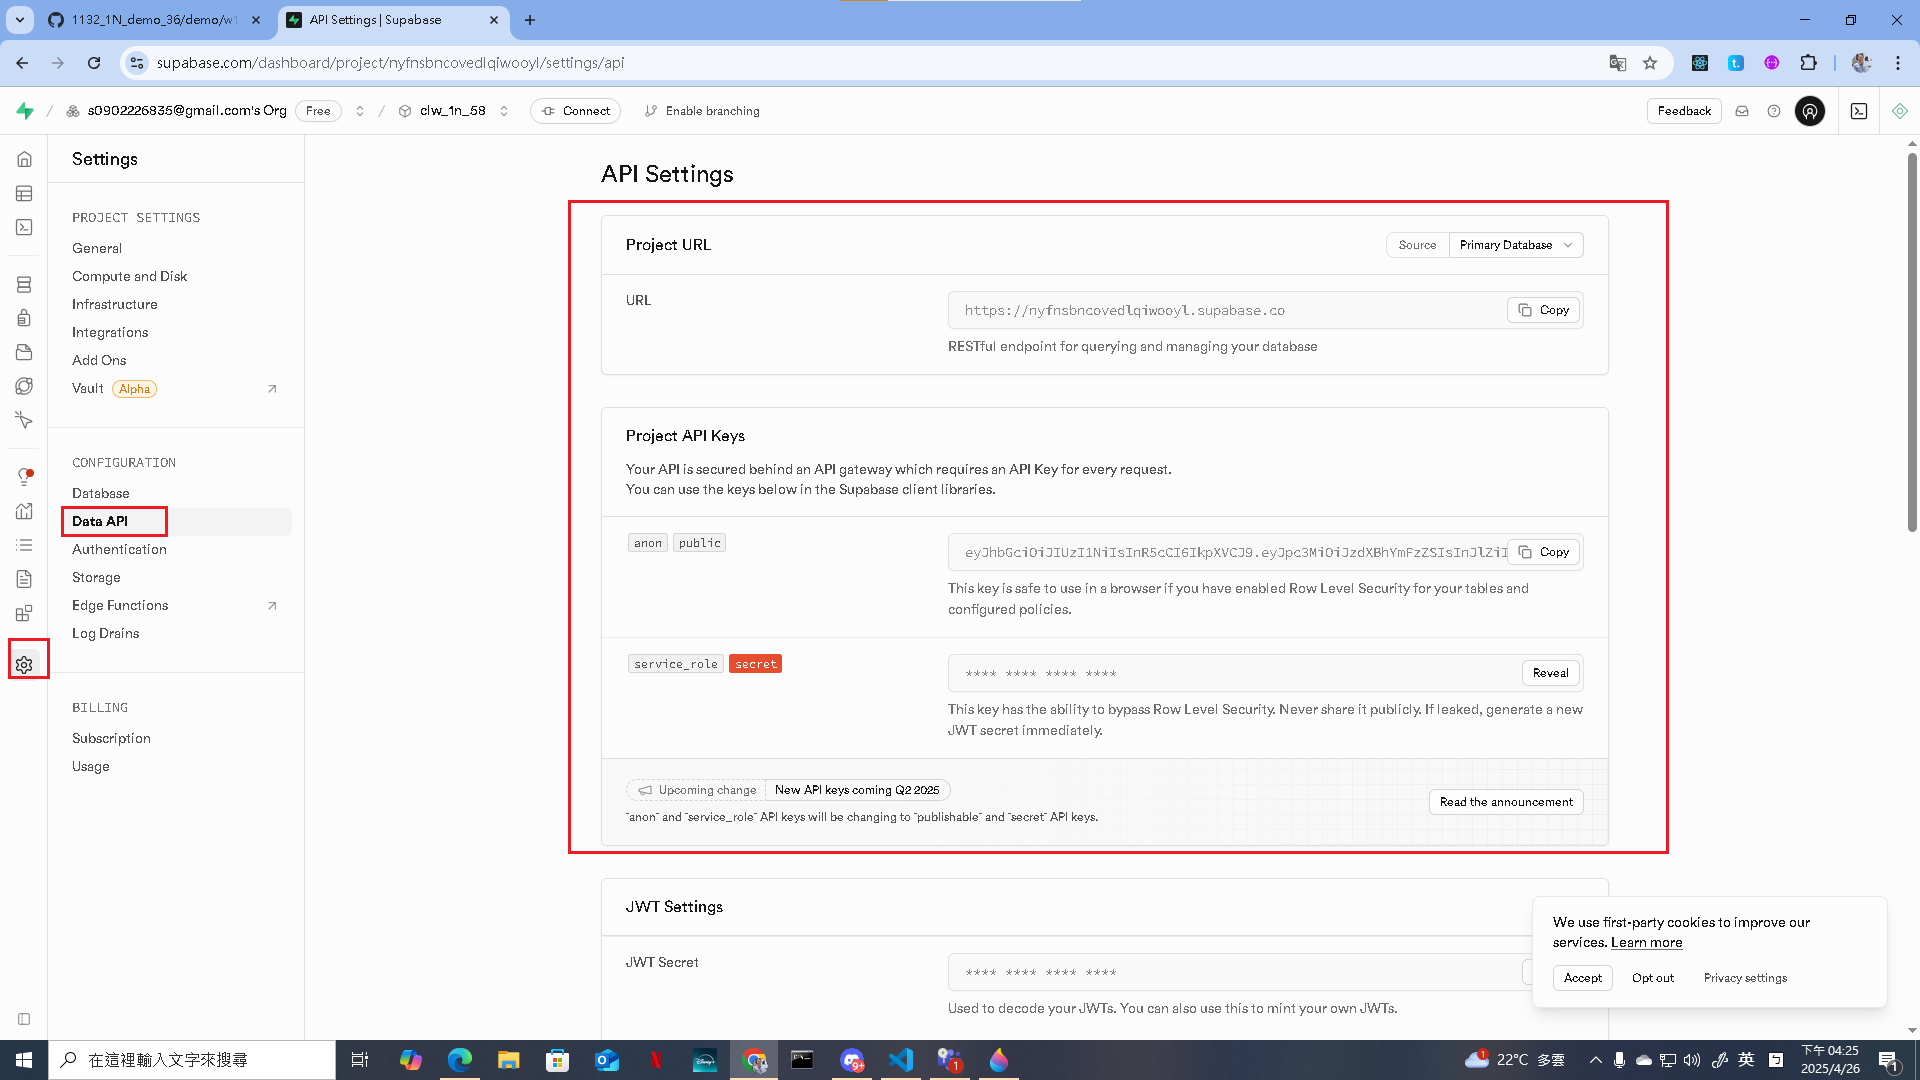 1132_1N_demo_36/demo/w1
API Settings | Supabase
supabase.com/dashboard/project/nyfnsbncovedlqiwooyl/settings/api
s0902226835@gmail.com's Org
Free
clw_1n_58
Connect
Enable branching
Feedback
Settings
PROJECT SETTINGS
General
Compute and Disk
Infrastructure
Integrations
Add Ons
Vault Alpha
CONFIGURATION
Database
Data API
Authentication
Storage
Edge Functions
Log Drains
BILLING
Subscription
Usage
API Settings
Project URL
Source Primary Database
URL
https://nyfnsbncovedlqiwooyl.supabase.co
Copy
RESTful endpoint for querying and managing your database
Project API Keys
Your API is secured behind an API gateway which requires an API Key for every request.
You can use the keys below in the Supabase client libraries.
anon public
eyJhbGciOiJIUzI1NiIsInR5cCI6IkpXVCJ9.eyJpc3MiOiJzdXBhYmFzZSIsInJlZiI
Copy
This key is safe to use in a browser if you have enabled Row Level Security for your tables and
configured policies.
service_role secret
**** **** **** ****
Reveal
This key has the ability to bypass Row Level Security. Never share it publicly. If leaked, generate a new
JWT secret immediately.
Upcoming change New API keys coming Q2 2025
"anon" and "service_role" API keys will be changing to "publishable" and "secret" API keys.
Read the announcement
JWT Settings
JWT Secret
**** **** **** ****
Used to decode your JWTs. You can also use this to mint your own JWTs.
We use first-party cookies to improve our
services. Learn more
Accept Opt out Privacy settings
在這裡輸入文字來搜尋
DISNEY+
9+
1
1
22°C 多雲
英
下午 04:25
2025/4/26
1